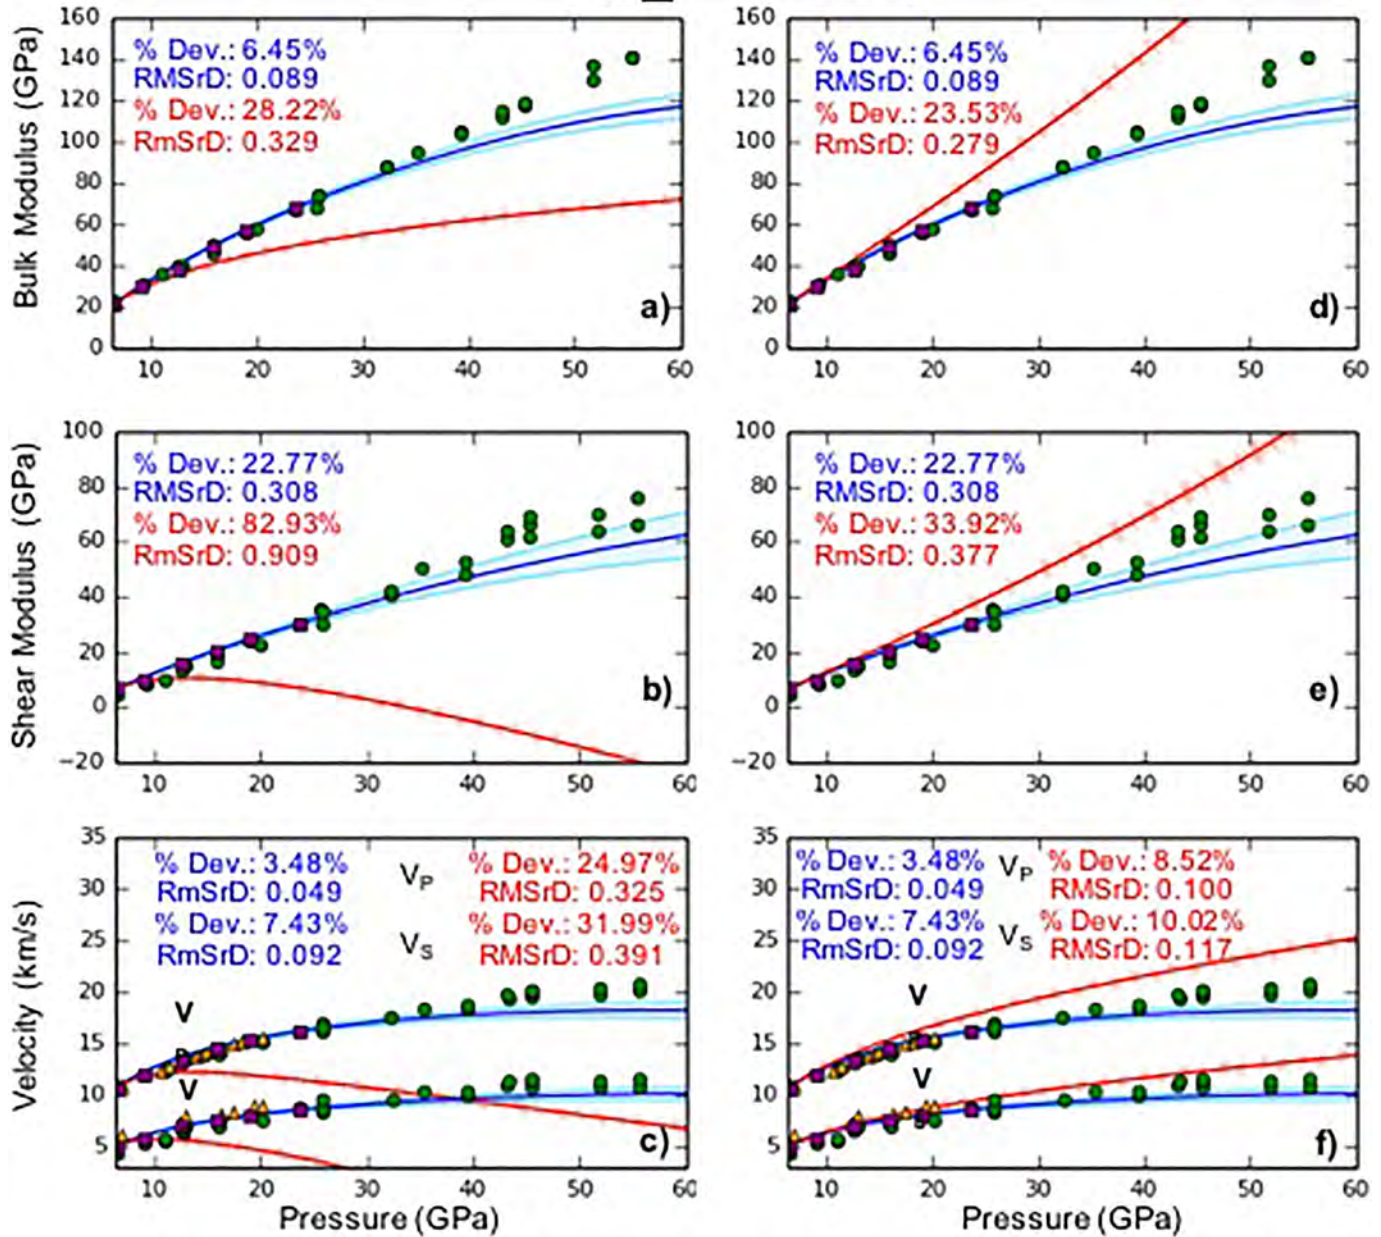 160
140
120
100
80
60
40
20
0
Bulk Modulus (GPa)
% Dev.: 6.45%
RMSrD: 0.089
% Dev.: 28.22%
RmSrD: 0.329
a)
10 20 30 40 50 60
160
140
120
100
80
60
40
20
0
% Dev.: 6.45%
RMSrD: 0.089
% Dev.: 23.53%
RmSrD: 0.279
d)
10 20 30 40 50 60
100
80
60
40
20
0
−20
Shear Modulus (GPa)
% Dev.: 22.77%
RMSrD: 0.308
% Dev.: 82.93%
RmSrD: 0.909
b)
10 20 30 40 50 60
100
80
60
40
20
0
−20
% Dev.: 22.77%
RMSrD: 0.308
% Dev.: 33.92%
RmSrD: 0.377
e)
10 20 30 40 50 60
35
30
25
20
15
10
5
Velocity (km/s)
% Dev.: 3.48% VP % Dev.: 24.97%
RmSrD: 0.049 RMSrD: 0.325
% Dev.: 7.43% VS % Dev.: 31.99%
RmSrD: 0.092 RMSrD: 0.391
V
V
c)
10 20 30 40 50 60
Pressure (GPa)
35
30
25
20
15
10
5
% Dev.: 3.48% VP % Dev.: 8.52%
RmSrD: 0.049 RMSrD: 0.100
% Dev.: 7.43% VS % Dev.: 10.02%
RmSrD: 0.092 RMSrD: 0.117
V
V
f)
10 20 30 40 50 60
Pressure (GPa)